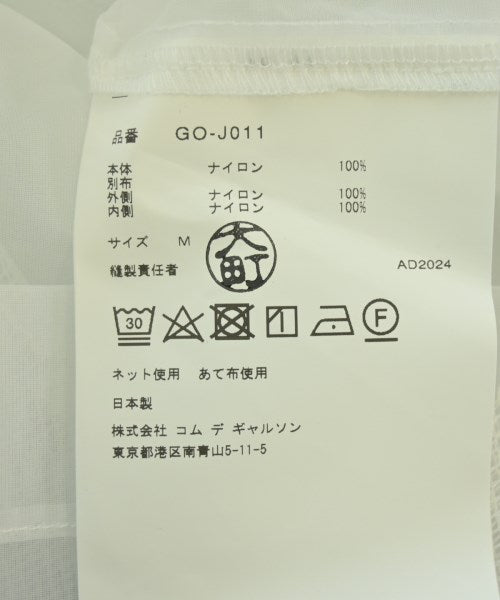 品番 GO-J011
本体 ナイロン 100%
別布
外側 ナイロン 100%
内側 ナイロン 100%
サイズ M
縫製責任者 大町 AD2024
30 F
ネット使用 あて布使用
日本製
株式会社 コム デ ギャルソン
東京都港区南青山5-11-5